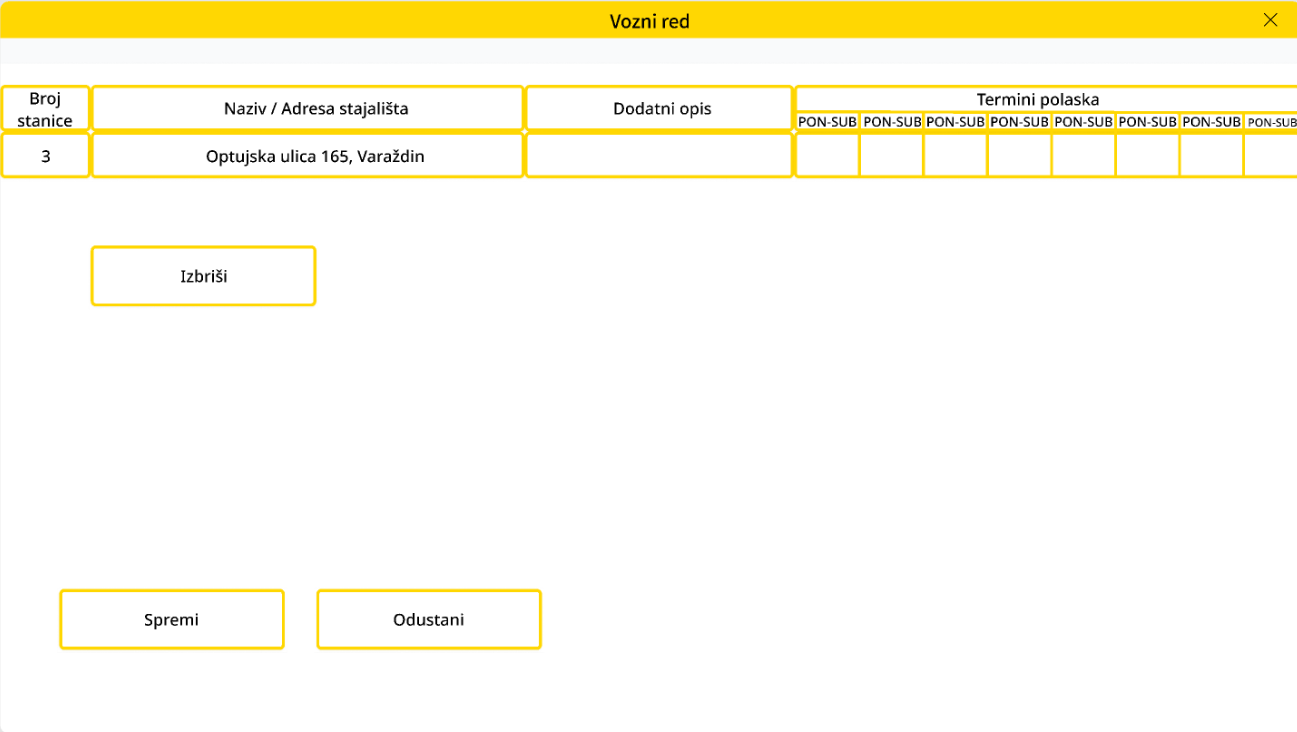 Vozni red
Broj
stanice
Naziv / Adresa stajališta
Dodatni opis
Termini polaska
PON-SUB PON-SUB PON-SUB PON-SUB PON-SUB PON-SUB PON-SUB PON-SUB
3
Optujska ulica 165, Varaždin
Izbriši
Spremi
Odustani